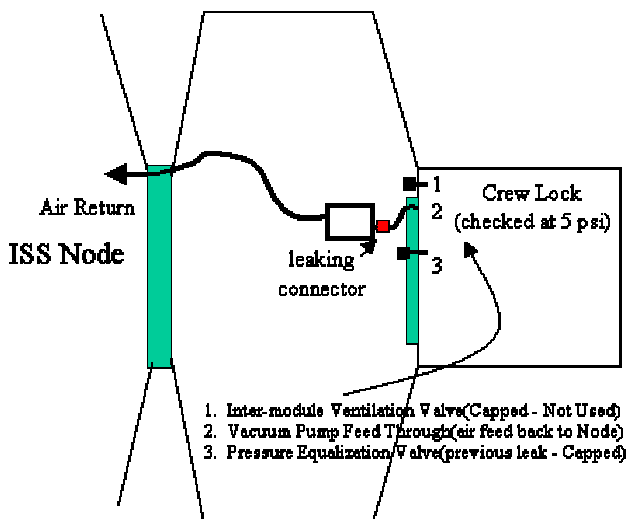 1
Crew Lock
2
(checked at 5 psi)
Air Return
ISS Node
leaking
connector
3
1. Inter-module Ventilation Valve(Capped - Not Used)
2. Vacuum Pump Feed Through(air feed back to Node)
3. Pressure Equalization Valve(previous leak - Capped)